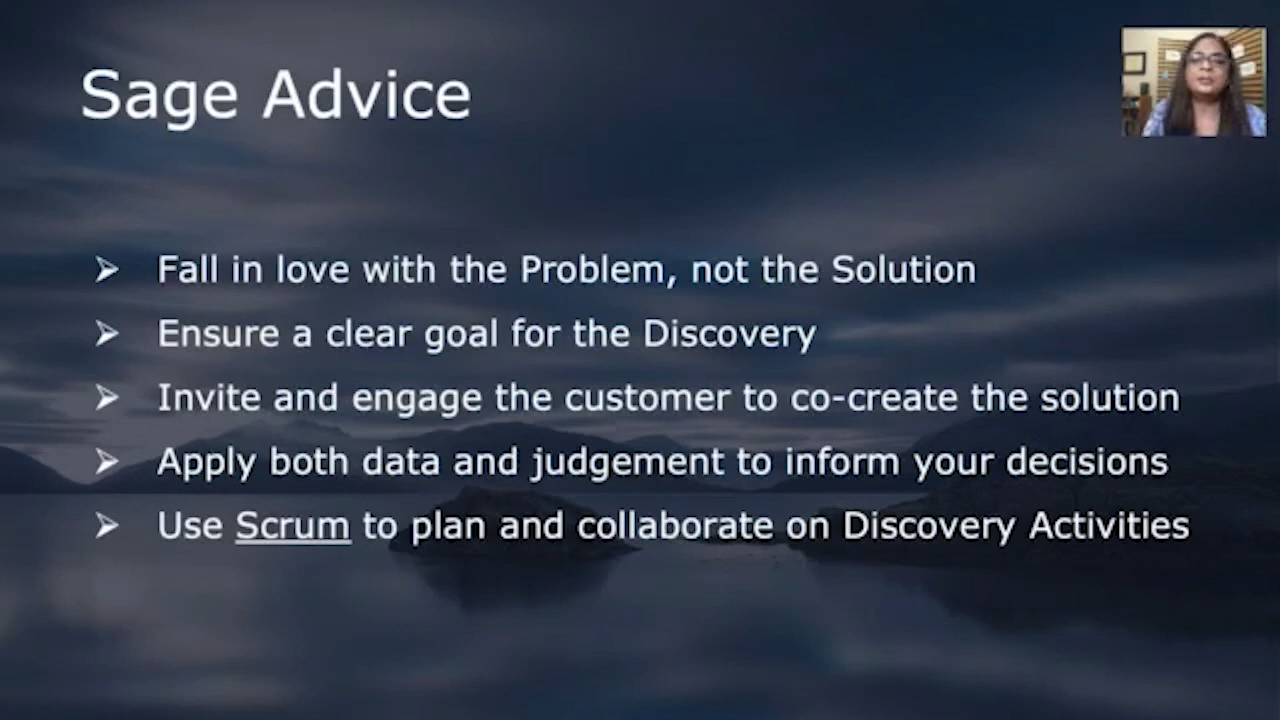 Sage Advice
➢ Fall in love with the Problem, not the Solution
➢ Ensure a clear goal for the Discovery
➢ Invite and engage the customer to co-create the solution
➢ Apply both data and judgement to inform your decisions
➢ Use Scrum to plan and collaborate on Discovery Activities